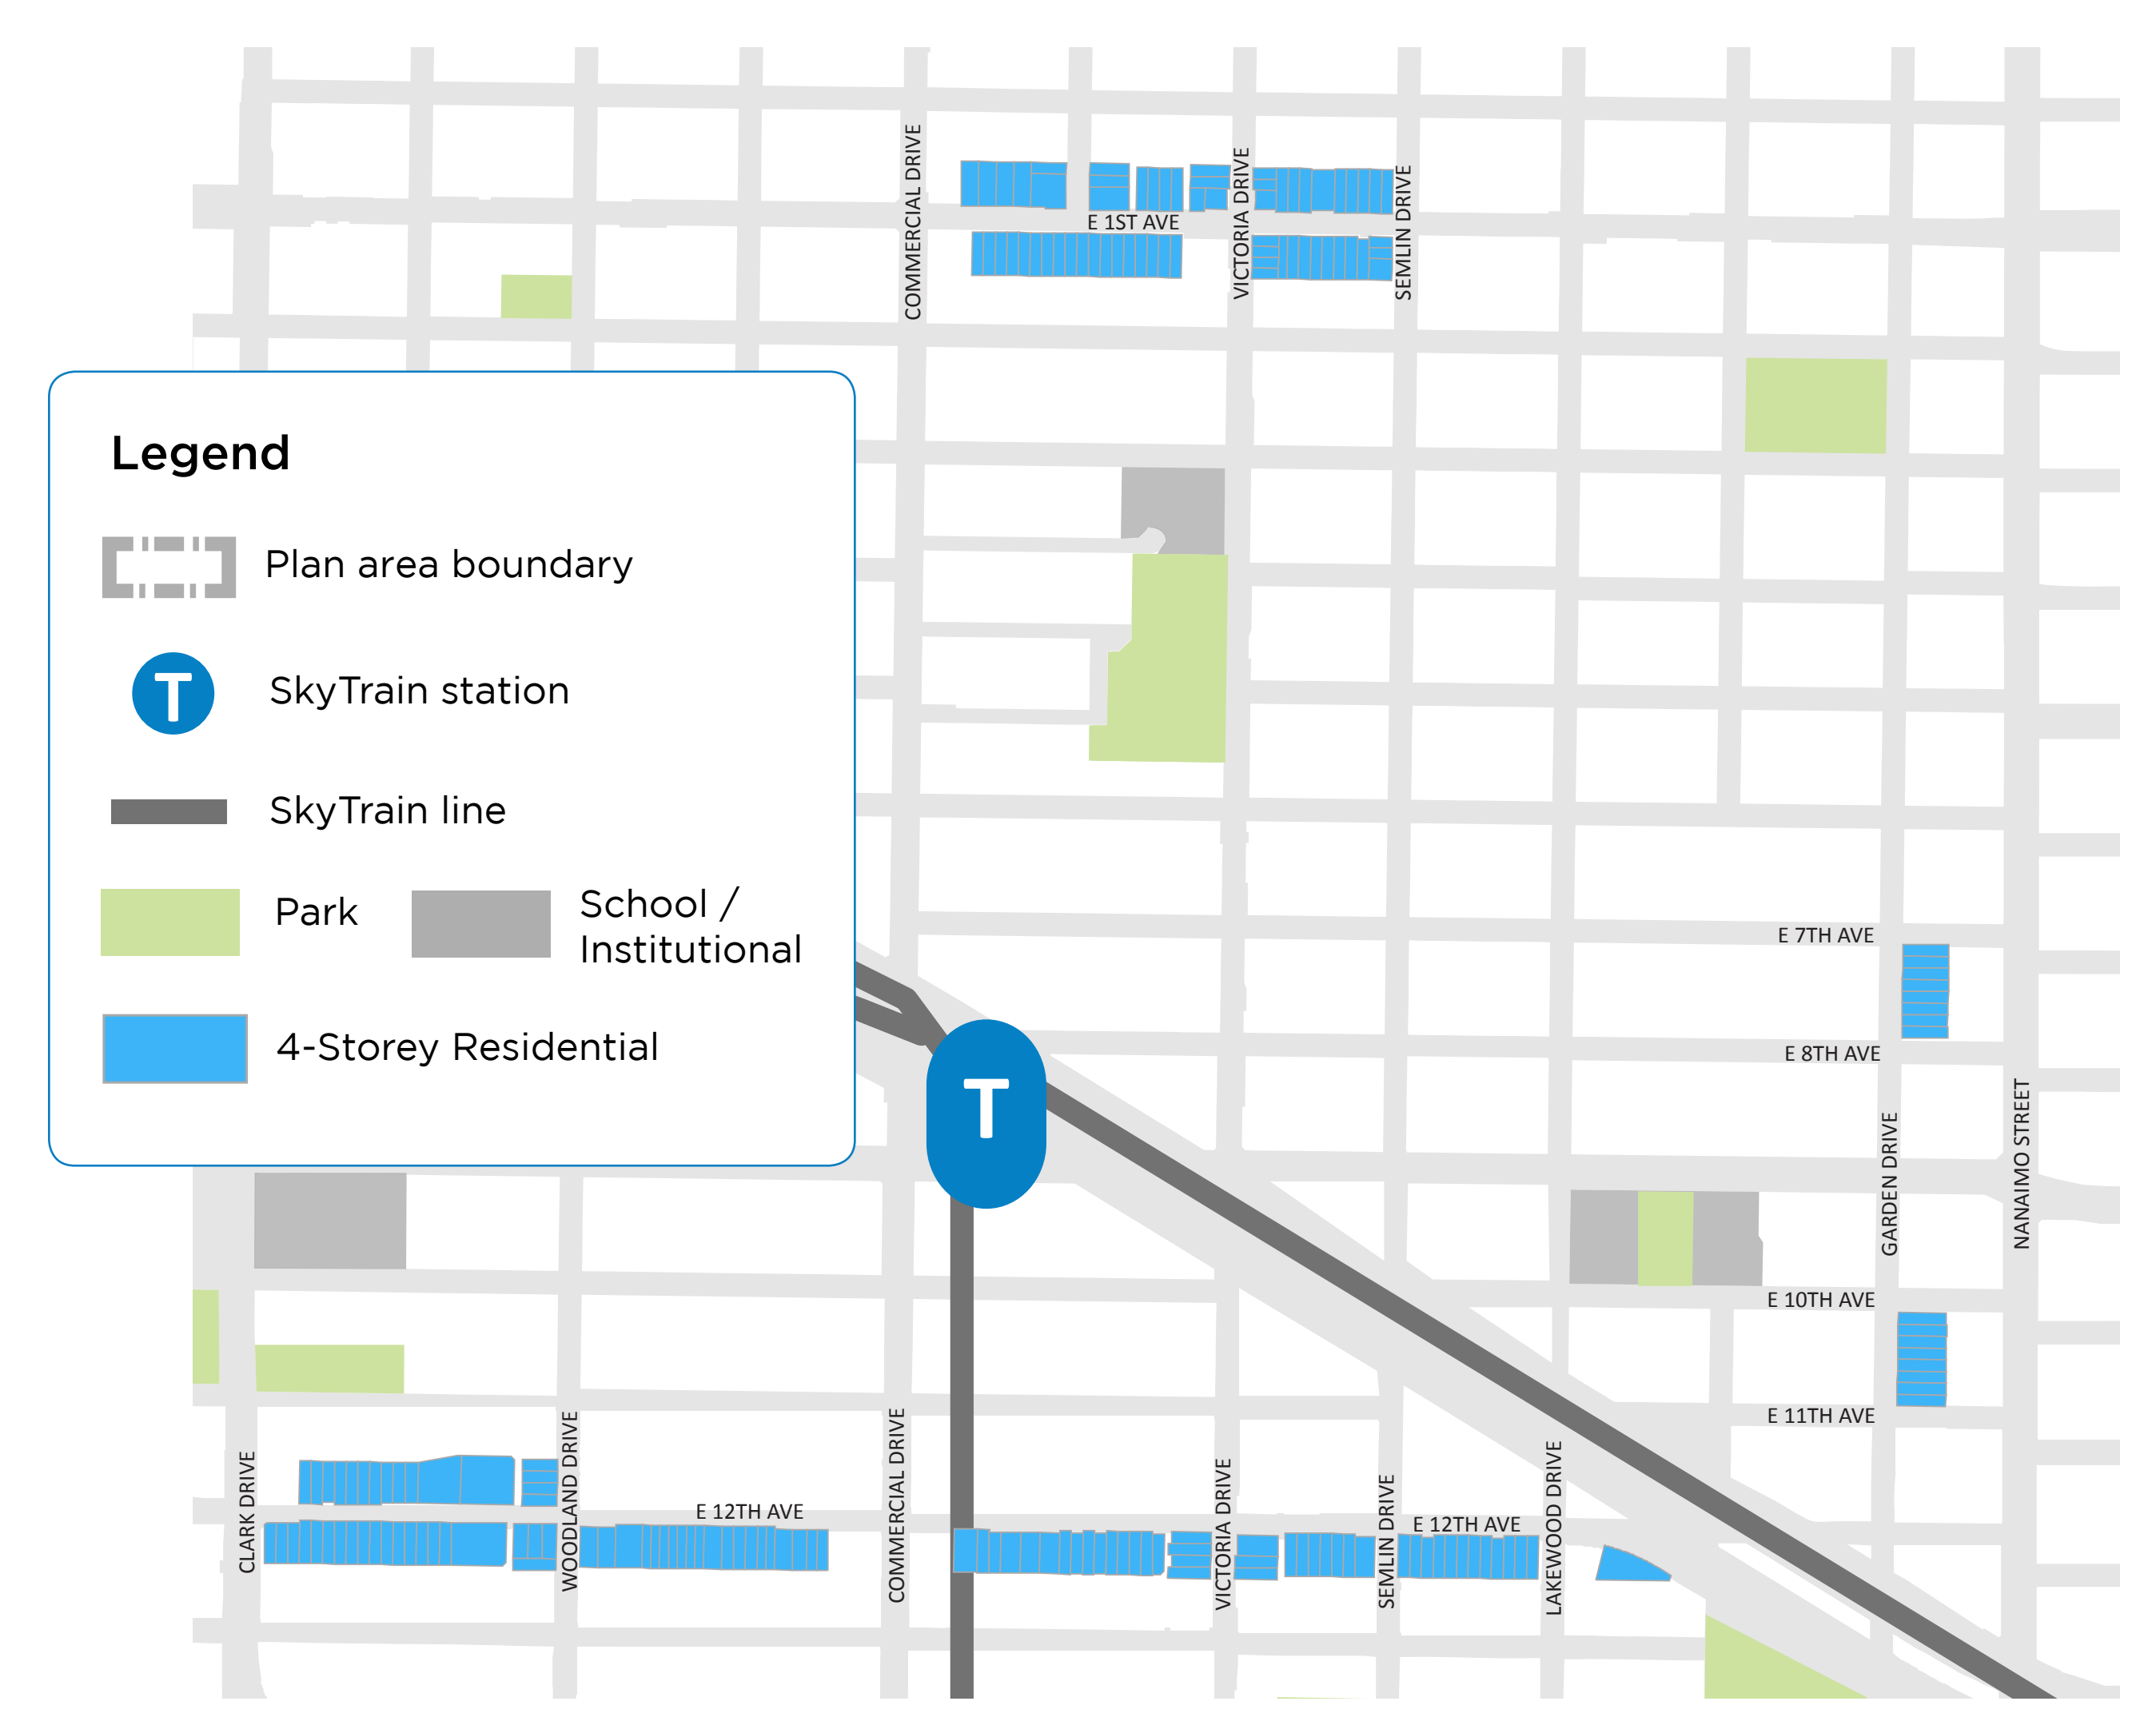 COMMERCIAL DRIVE
VICTORIA DRIVE
SEMLIN DRIVE
E 1ST AVE
Legend
Plan area boundary
T
SkyTrain station
SkyTrain line
Park
School /
Institutional
4-Storey Residential
E 7TH AVE
E 8TH AVE
T
GARDEN DRIVE
NANAIMO STREET
E 10TH AVE
E 11TH AVE
CLARK DRIVE
WOODLAND DRIVE
E 12TH AVE
COMMERCIAL DRIVE
VICTORIA DRIVE
SEMLIN DRIVE
E 12TH AVE
LAKEWOOD DRIVE